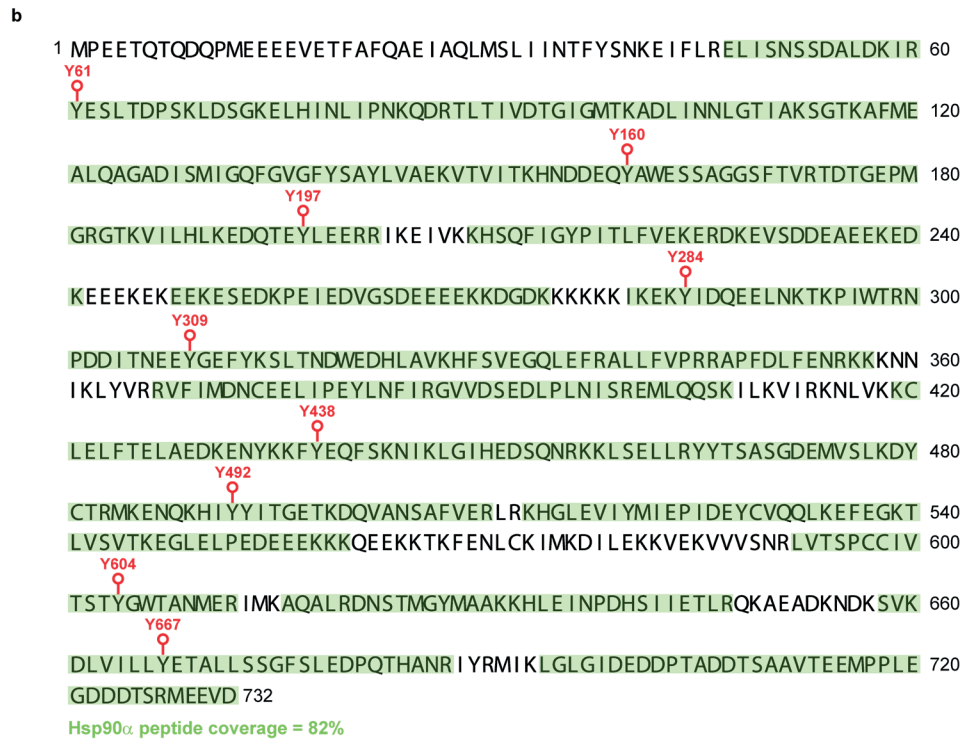 b
1 MPEETQTQDQPMEEEEVETFAFQAEIAQLMSLIINTFYSNKEIFLRELISNSSDALDKIR 60
Y61
YESLTDPSKLDSGKELHINLIPNKQDRTLTIVDTGIGMTKADLINNLGTIAKSGTKAFME 120
Y160
ALQAGADISMIGQFGVGFYSAYLVAEKVTVITKHNDDEQYAWESSAGGSFTVRTDTGEPM 180
Y197
GRGTKVILHLKEDQTEYLEERRIKEIVKKHSQFIGYPITLFVEKERDKEVSDDEAEEKED 240
Y284
KEEEKEKEEKESEDKPEIEDVGSDEEEEKKDGDKKKKKKIKEKYIDQEELNKTKPIWTRN 300
Y309
PDDITNEEYGEFYKSLTNDWEDHLAVKHFSVEGQLEFRALLFVPRRAPFDLFENRKKKNN 360
IKLYVRRVFIMDNCEELIPEYLNFIRGVVDSEDLPLNISREMLQQSKILKVIRKNLVKKC 420
Y438
LELFTELAEDKENYKKFYEQFSKNIKLGIHEDSQNRKKLSELLRYYTSASGDEMVSLKDY 480
Y492
CTRMKENQKHIYYITGETKDQVANSAFVERLRKHGLEVIYMIEPIDEYCVQQLKEFEGKT 540
LVSVTKEGLELPEDEEEKKKQEEKKTKFENLCKIMKDILEKKVEKVVVSNRLVTSPCCIV 600
Y604
TSTYGWTANMERIMKAQALRDNSTMGYMAAKKHLEINPDHSIIETLRQKAEADKNDKSVK 660
Y667
DLVILLYETALLSSGFSLEDPQTHANRIYRMIKLGLGIDEDDPTADDTSAAVTEEMPPLE 720
GDDDTSRMEEVD 732
Hsp90α peptide coverage = 82%